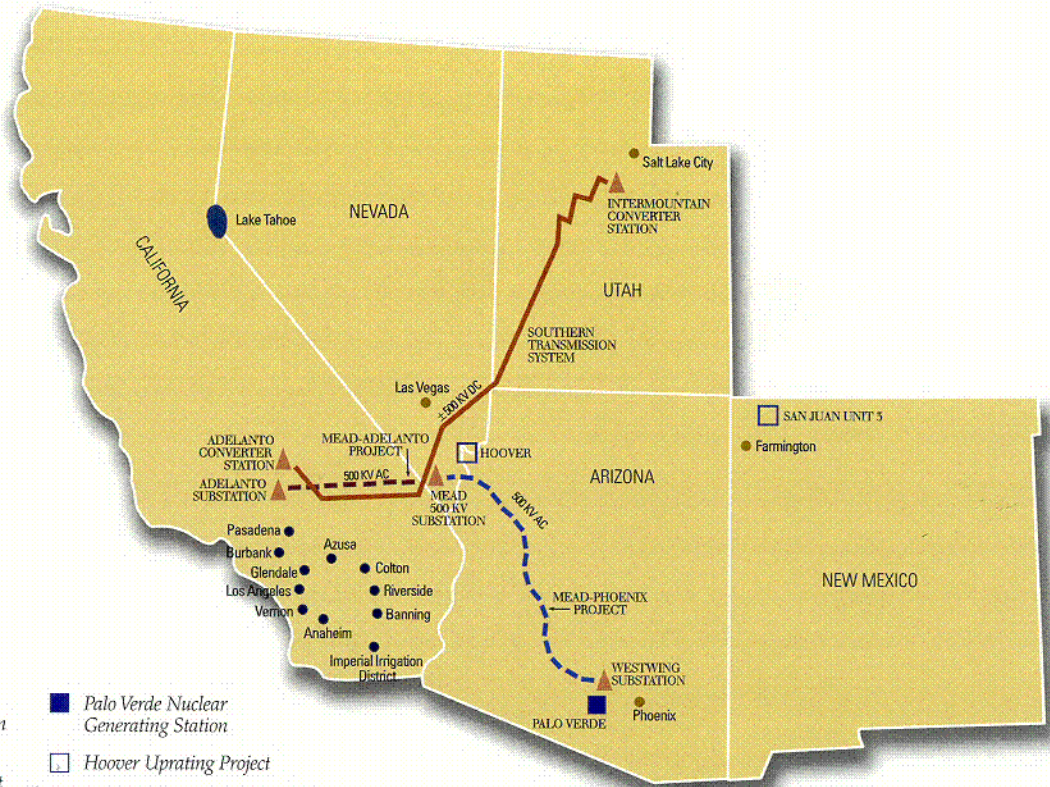 Salt Lake City
INTERMOUNTAIN
CONVERTER
STATION
Lake Tahoe
NEVADA
CALIFORNIA
UTAH
SOUTHERN
TRANSMISSION
SYSTEM
Las Vegas
±500 KV DC
SAN JUAN UNIT 3
Farmington
ADELANTO
CONVERTER
STATION
MEAD-ADELANTO
PROJECT
HOOVER
ARIZONA
500 KV AC
ADELANTO
SUBSTATION
MEAD
500 KV
SUBSTATION
500 KV AC
Pasadena
Burbank
Azusa
Glendale
Colton
Los Angeles
Riverside
Vernon
Banning
Anaheim
Imperial Irrigation
District
NEW MEXICO
MEAD-PHOENIX
PROJECT
WESTWING
SUBSTATION
PALO VERDE
Phoenix
Palo Verde Nuclear
Generating Station
Hoover Uprating Project